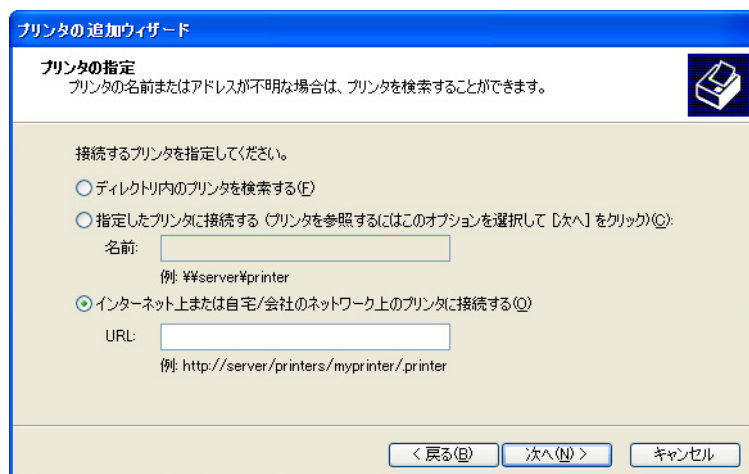 プリンタの追加ウィザード
プリンタの指定
プリンタの名前またはアドレスが不明な場合は、プリンタを検索することができます。
接続するプリンタを指定してください。
ディレクトリ内のプリンタを検索する(F)
指定したプリンタに接続する (プリンタを参照するにはこのオプションを選択して [次へ] をクリック)(C):
名前:
例: ¥¥server¥printer
インターネット上または自宅/会社のネットワーク上のプリンタに接続する(O)
URL:
例: http://server/printers/myprinter/.printer
< 戻る(B)
次へ(N) >
キャンセル